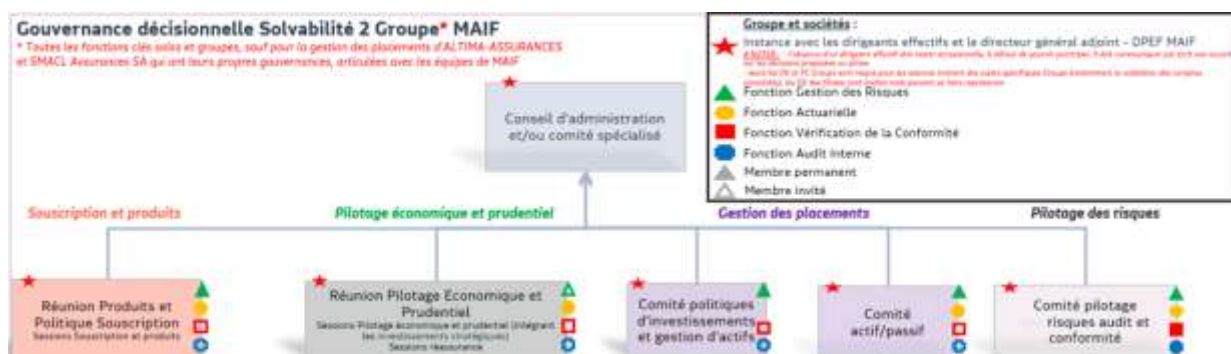 Gouvernance décisionnelle Solvabilité 2 Groupe* MAIF
* Toutes les fonctions clés solos et groupes, sauf pour la gestion des placements d'ALTIMA-ASSURANCES
et SMACL Assurances SA qui ont leurs propres gouvernances, articulées avec les équipes de MAIF
Groupe et sociétés :
Instance avec les dirigeants effectifs et le directeur général adjoint - DPEF MAIF
Fonction Gestion des Risques
Fonction Actuarielle
Fonction Vérification de la Conformité
Fonction Audit Interne
Membre permanent
Membre invité
Conseil d'administration
et/ou comité spécialisé
Souscription et produits
Pilotage économique et prudentiel
Gestion des placements
Pilotage des risques
Réunion Produits et
Politique Souscription
Sessions Souscription et produits
Réunion Pilotage Economique et
Prudentiel
Sessions Pilotage économique et prudentiel (intégrant
les investissements stratégiques)
Sessions réassurance
Comité politiques
d'investissements
et gestion d'actifs
Comité
actif/passif
Comité pilotage
risques audit et
conformité